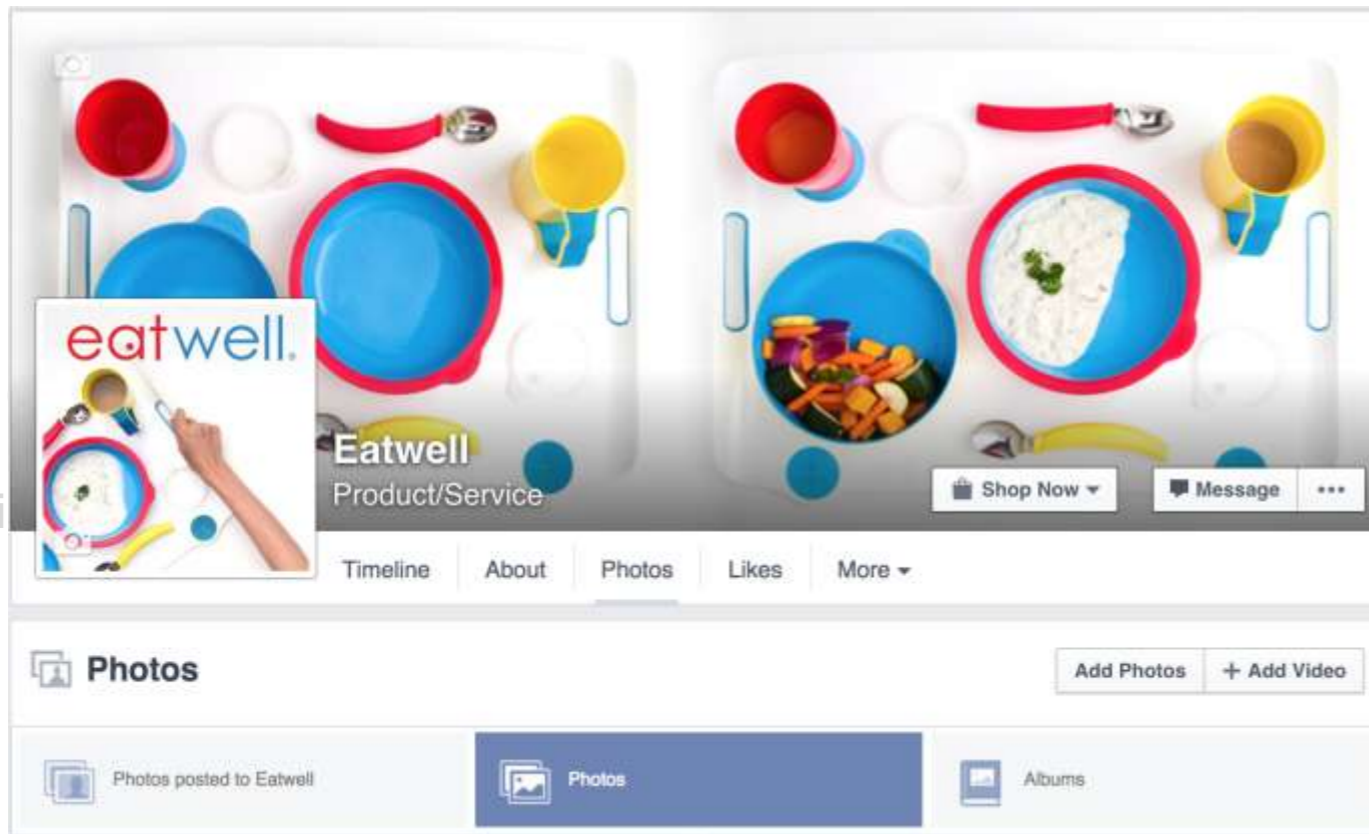 eatwell.
Eatwell
Product/Service
Shop Now
Message
Timeline
About
Photos
Likes
More
Photos
Add Photos
+ Add Video
Photos posted to Eatwell
Photos
Albums